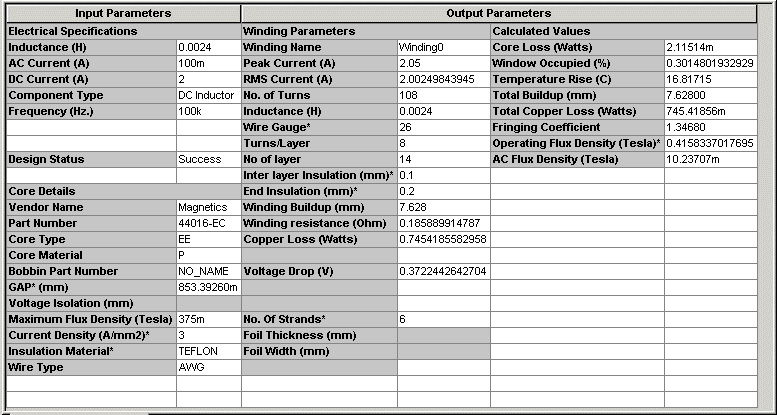 Input Parameters Output Parameters
Electrical Specifications Winding Parameters Calculated Values
Inductance (H) 0.0024 Winding Name Winding0 Core Loss (Watts) 2.11514m
AC Current (A) 100m Peak Current (A) 2.05 Window Occupied (%) 0.3014801932929
DC Current (A) 2 RMS Current (A) 2.00249843945 Temperature Rise (C) 16.81715
Component Type DC Inductor No. of Turns 108 Total Buildup (mm) 7.62800
Frequency (Hz.) 100k Inductance (H) 0.0024 Total Copper Loss (Watts) 745.41856m
Wire Gauge* 26 Fringing Coefficient 1.34680
Turns/Layer 8 Operating Flux Density (Tesla)* 0.4158337017695
Design Status Success No of layer 14 AC Flux Density (Tesla) 10.23707m
Inter layer Insulation (mm)* 0.1
Core Details End Insulation (mm)* 0.2
Vendor Name Magnetics Winding Buildup (mm) 7.628
Part Number 44016-EC Winding resistance (Ohm) 0.185889914787
Core Type EE Copper Loss (Watts) 0.7454185582958
Core Material P
Bobbin Part Number NO_NAME Voltage Drop (V) 0.3722442642704
GAP* (mm) 853.39260m
Voltage Isolation (mm)
Maximum Flux Density (Tesla) 375m No. Of Strands* 6
Current Density (A/mm2)* 3 Foil Thickness (mm)
Insulation Material* TEFLON Foil Width (mm)
Wire Type AWG